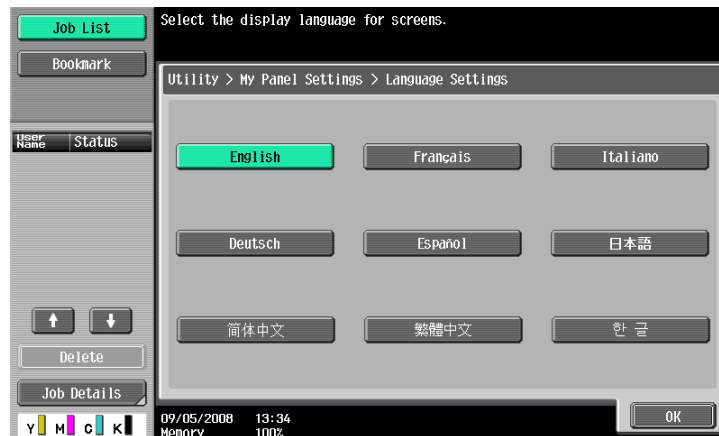 Job List
Bookmark
User Name Status
Delete
Job Details
Y M C K
Select the display language for screens.
Utility > My Panel Settings > Language Settings
English Français Italiano
Deutsch Español 日本語
简体中文 繁體中文 한 글
09/05/2008 13:34
Memory 100%
OK